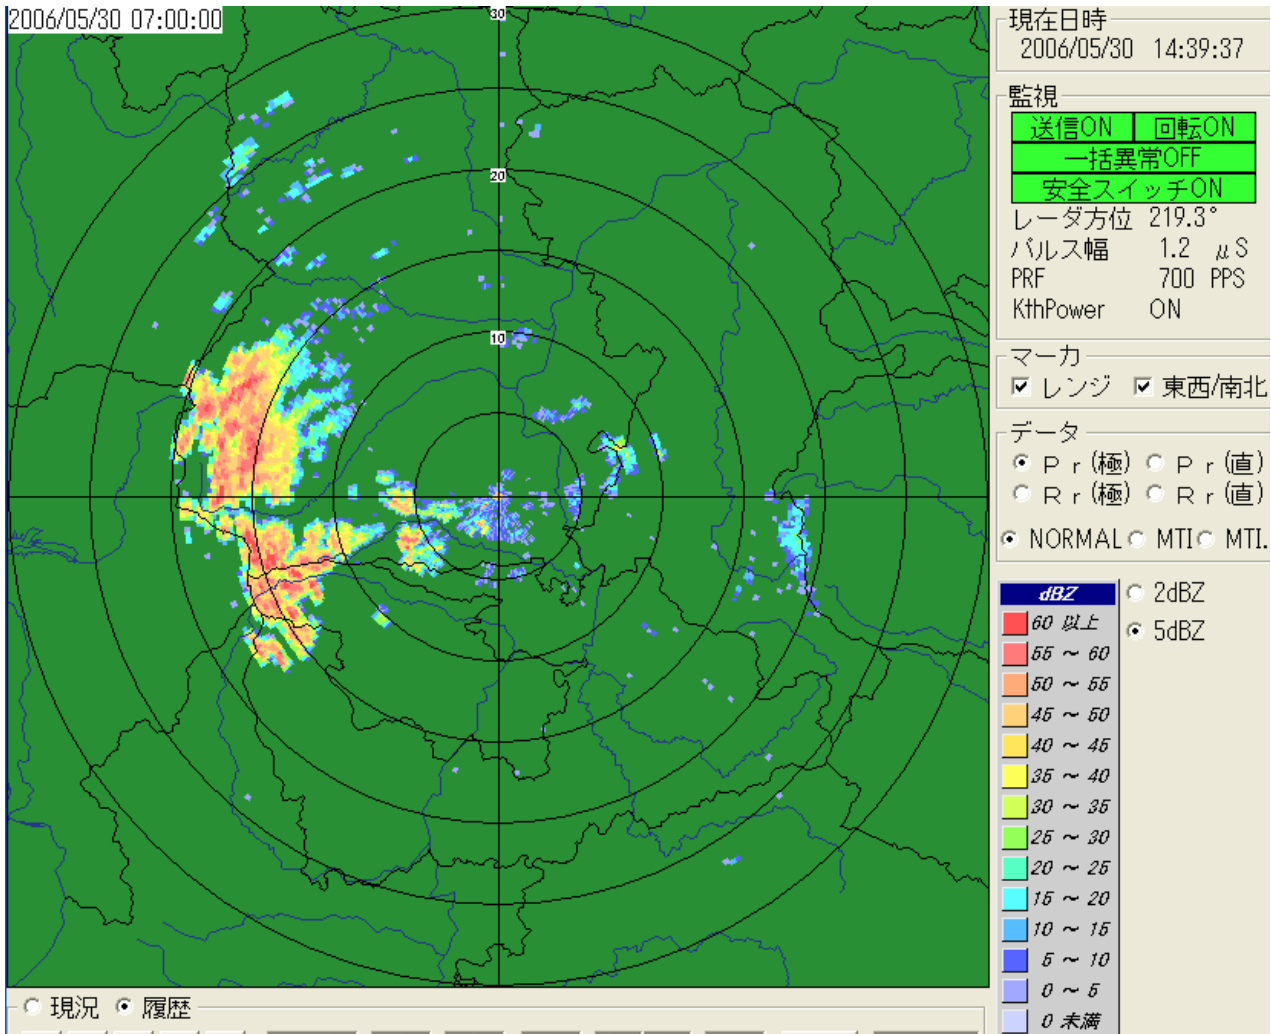 2006/05/30 07:00:00
30
20
10
現在日時
2006/05/30 14:39:37
監視
送信ON 回転ON
一括異常OFF
安全スイッチON
レーダ方位 219.3°
パルス幅 1.2 μS
PRF 700 PPS
KthPower ON
マーカ
レンジ 東西/南北
データ
Pr(極) Pr(直)
Rr(極) Rr(直)
NORMAL MTI MTI.
dBZ 2dBZ
60 以上 5dBZ
55 ~ 60
50 ~ 55
45 ~ 50
40 ~ 45
35 ~ 40
30 ~ 35
25 ~ 30
20 ~ 25
15 ~ 20
10 ~ 15
5 ~ 10
0 ~ 5
0 未満
現況 履歴